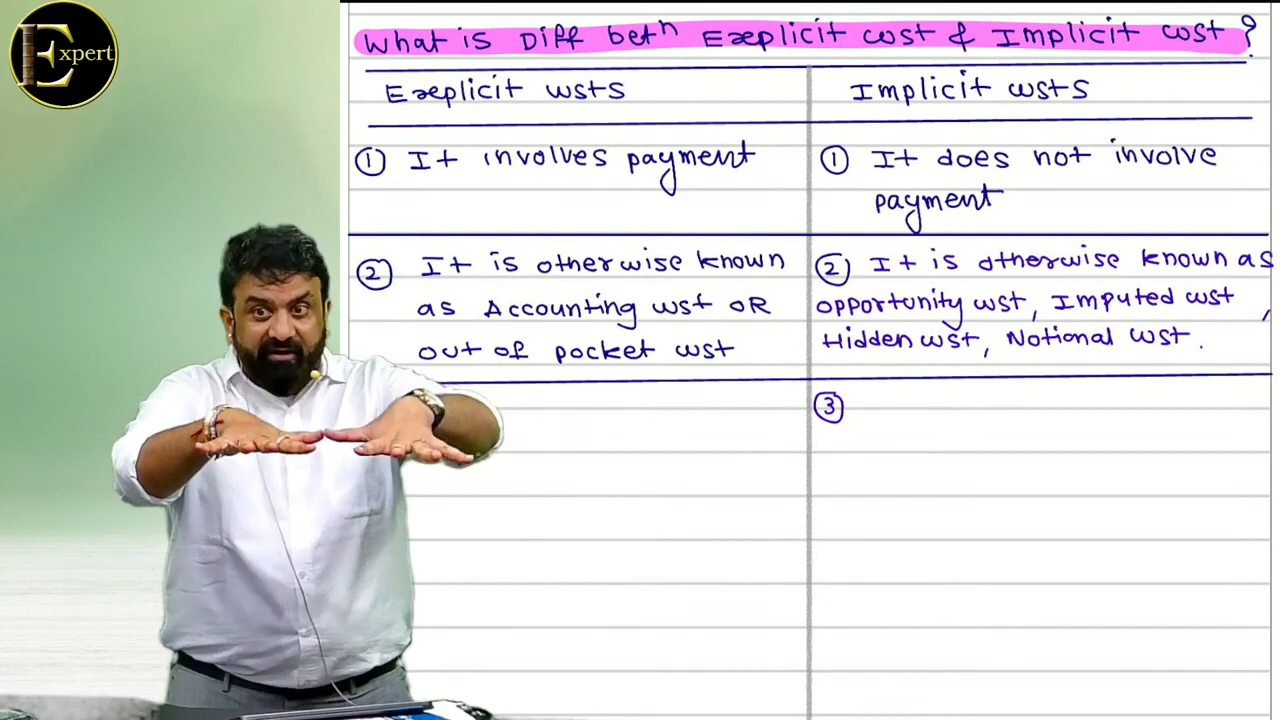 Expert
What is Diff betn Explicit cost & Implicit cost ?
Explicit costs
Implicit costs
① It involves payment
① It does not involve
payment
② It is otherwise known
as Accounting cost OR
out of pocket cost
② It is otherwise known as
opportunity cost, Imputed cost ,
Hidden cost, Notional cost.
③